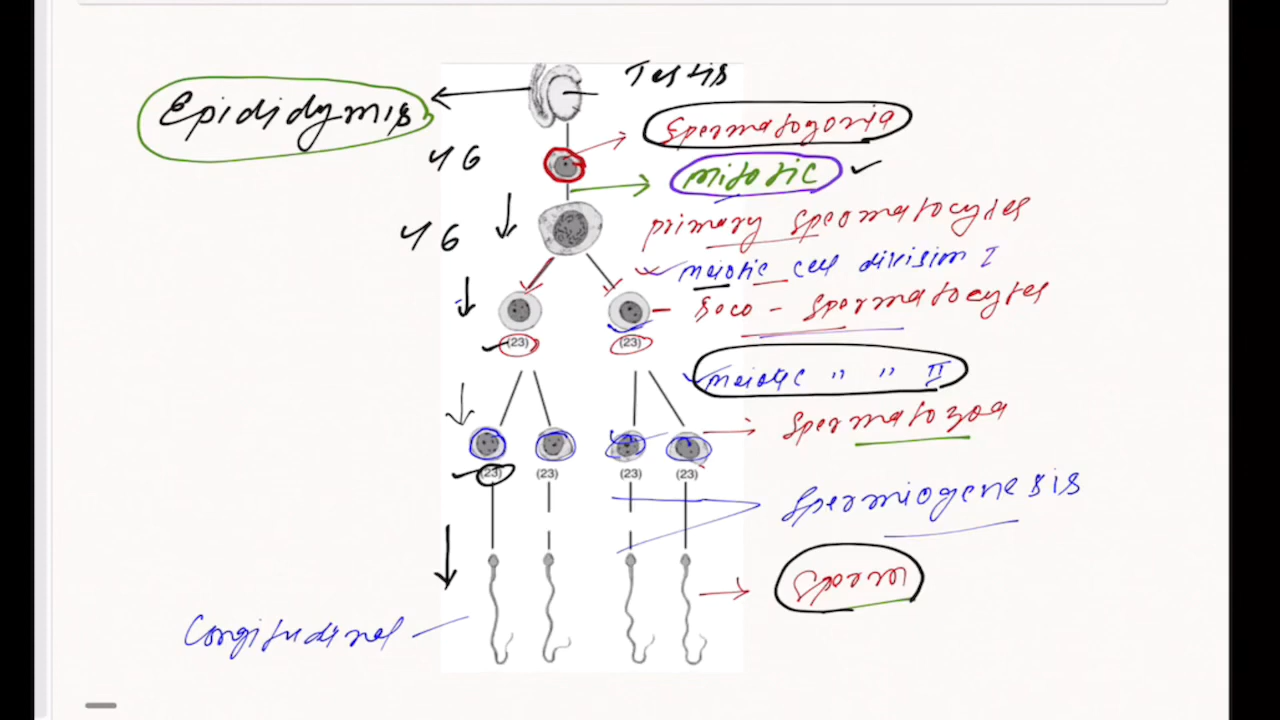 Testis
Epididymis
Spermatogonia
46
mitotic
primary spermatocytes
46
meiotic cell division I
Seco - spermatocytes
(23) (23)
meiotic " " II
Spermatozoa
(23) (23) (23) (23)
Spermiogenesis
Sperm
Longitudinal